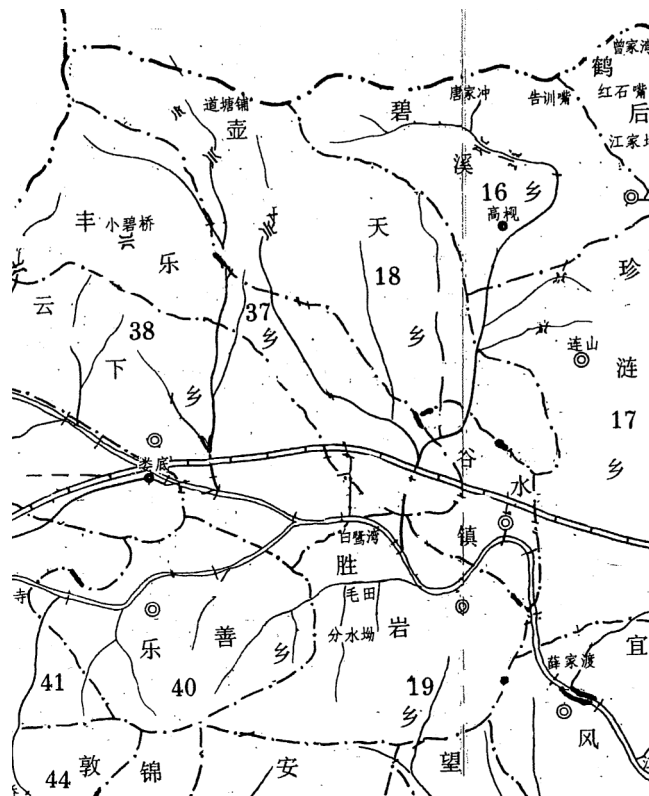 曾家湾
鹤
红石嘴
后
道塘铺
唐家冲
告训嘴
壶
碧
溪
16
乡
高枧
丰
小碧桥
乐
天
18
乡
珍
云
38
下
乡
37
乡
连山
涟
17
乡
娄底
谷
水
镇
白鹭湾
胜
毛田
分水坳
岩
寺
乐
善
乡
宜
薛家渡
41
40
19
乡
风
44
敦
锦
安
望